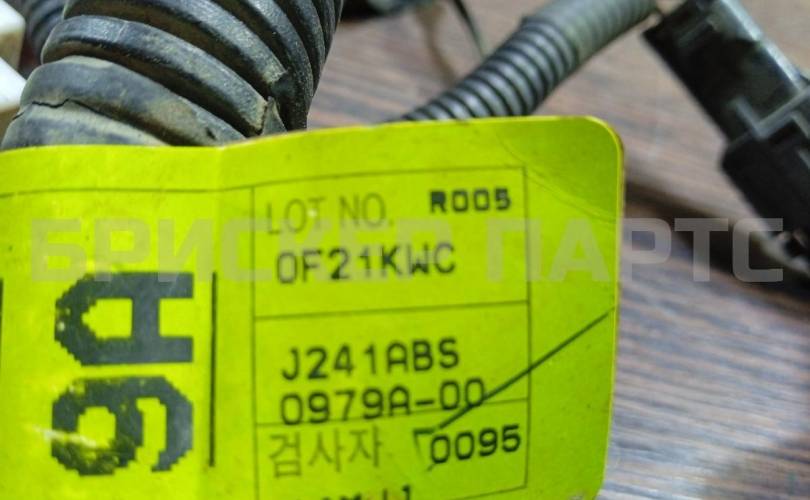 LOT NO. R005
0F21KWC
БРИСКЕР ПАРТС
9A
J241ABS
0979A-00
검사자 0095